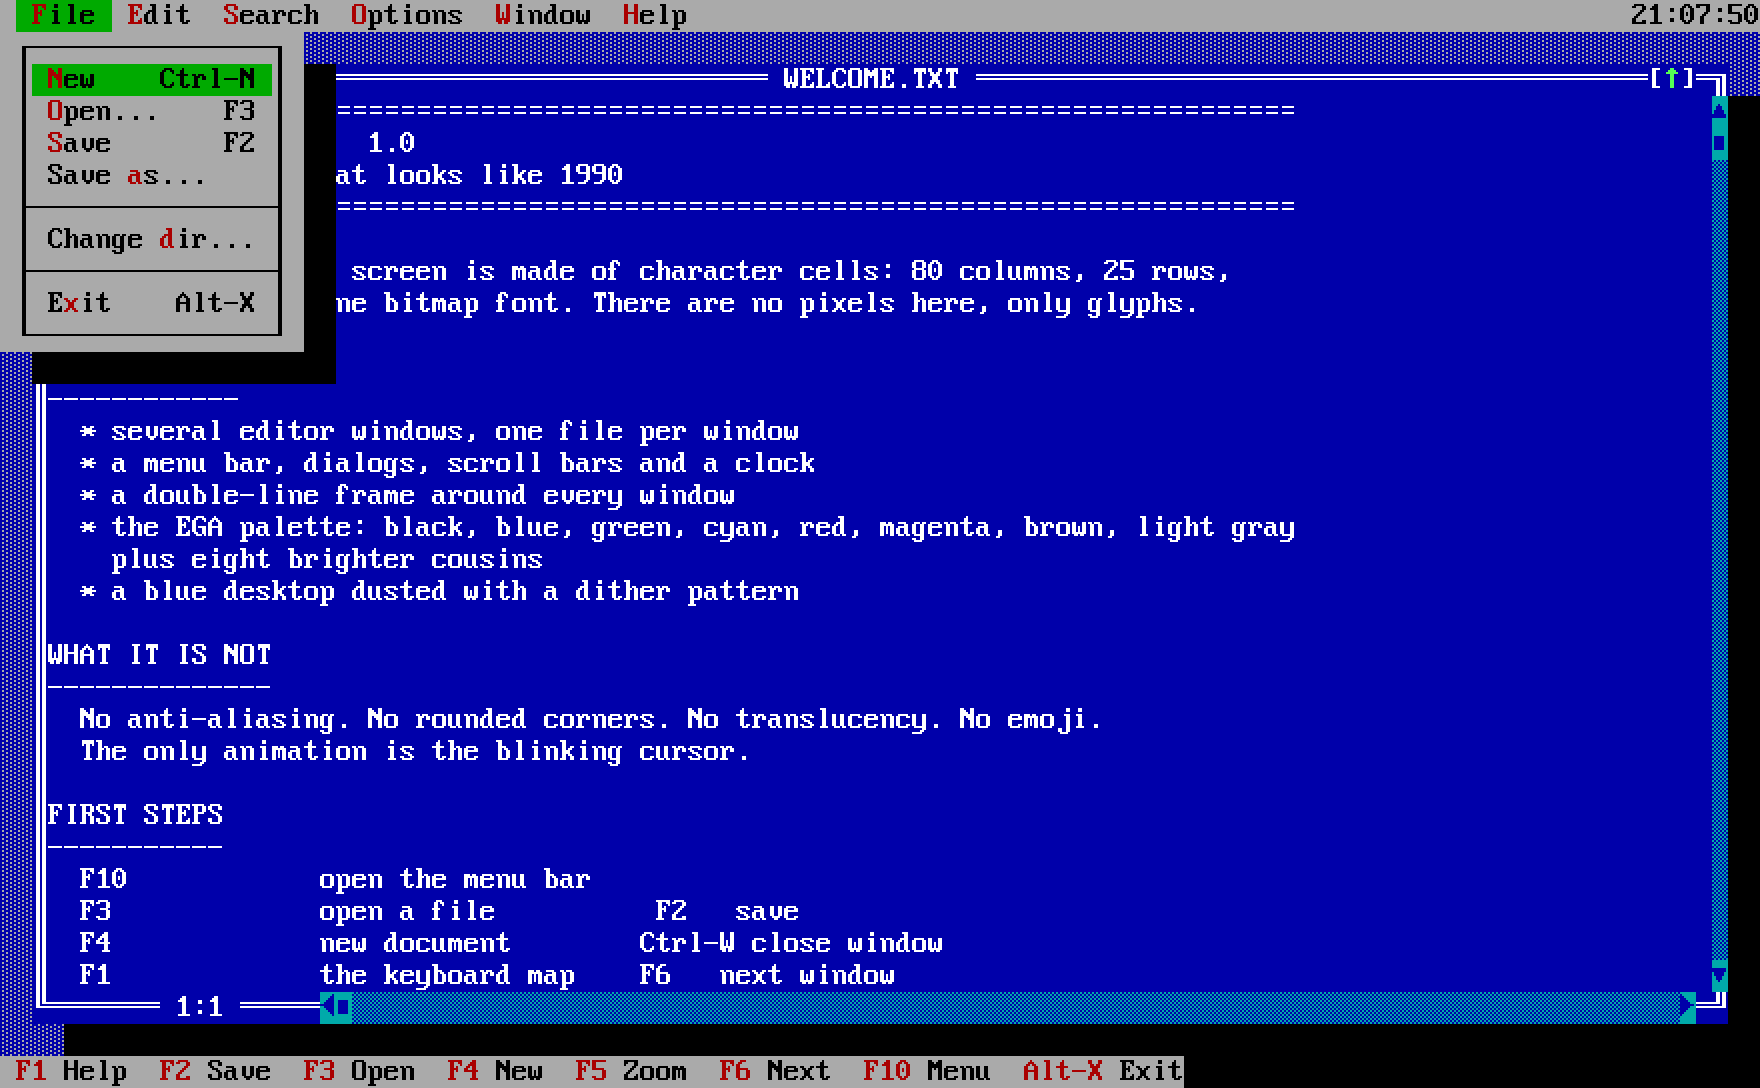 File Edit Search Options Window Help 21:07:50
New Ctrl-N
Open... F3
Save F2
Save as...
Change dir...
Exit Alt-X
WELCOME.TXT [↑]
============================================================
1.0
at looks like 1990
============================================================
screen is made of character cells: 80 columns, 25 rows,
ne bitmap font. There are no pixels here, only glyphs.
------------
* several editor windows, one file per window
* a menu bar, dialogs, scroll bars and a clock
* a double-line frame around every window
* the EGA palette: black, blue, green, cyan, red, magenta, brown, light gray
plus eight brighter cousins
* a blue desktop dusted with a dither pattern
WHAT IT IS NOT
--------------
No anti-aliasing. No rounded corners. No translucency. No emoji.
The only animation is the blinking cursor.
FIRST STEPS
-----------
F10 open the menu bar
F3 open a file F2 save
F4 new document Ctrl-W close window
F1 the keyboard map F6 next window
1:1
F1 Help F2 Save F3 Open F4 New F5 Zoom F6 Next F10 Menu Alt-X Exit